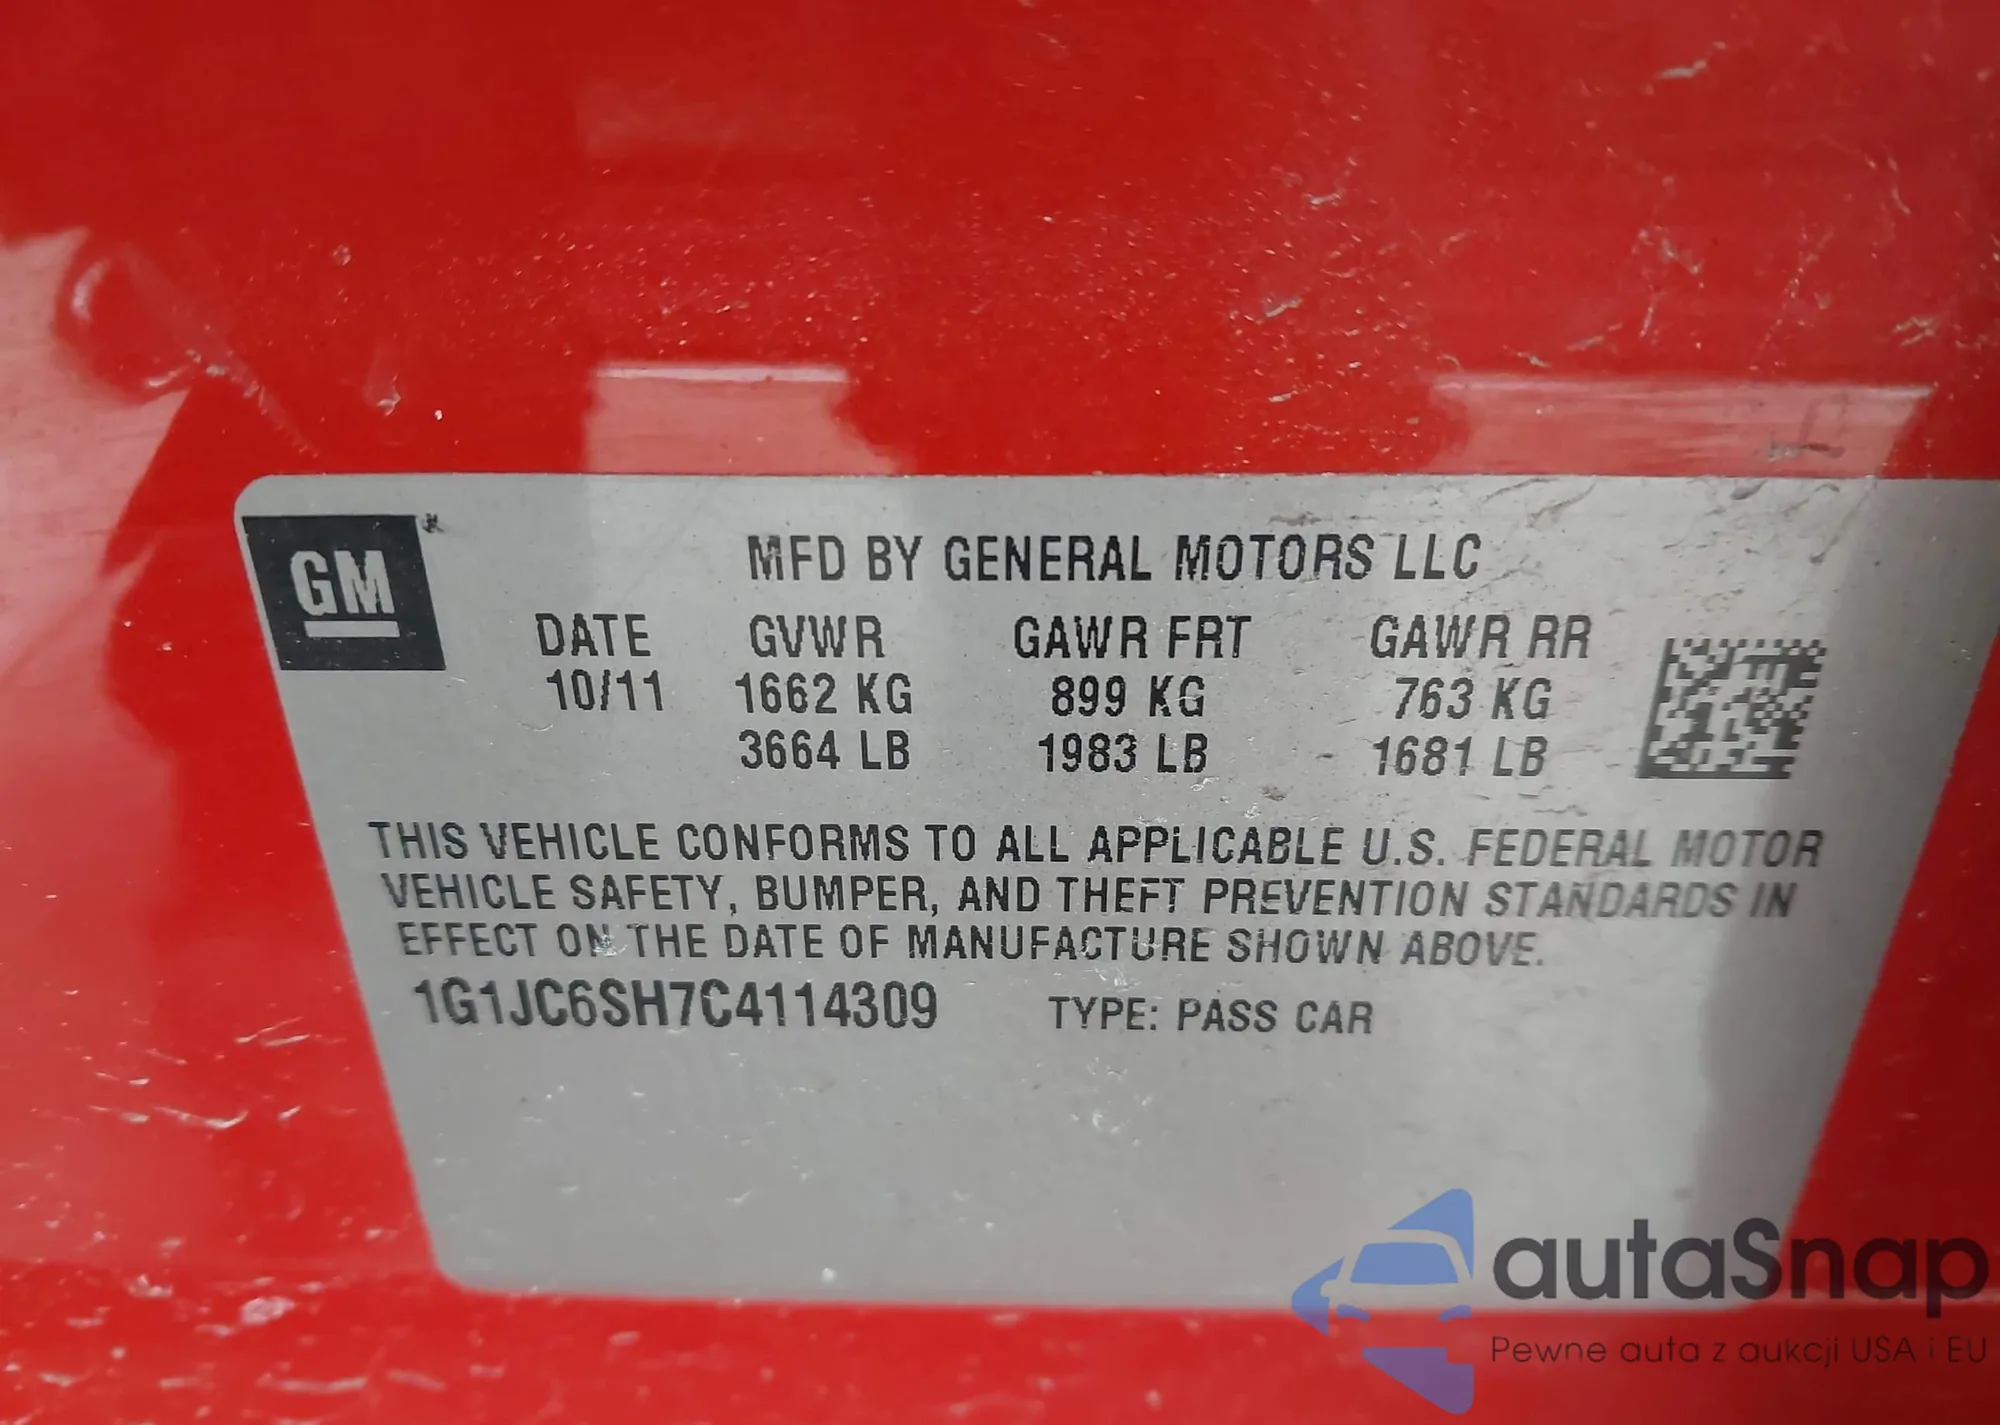 GM
MFD BY GENERAL MOTORS LLC
DATE GVWR GAWR FRT GAWR RR
10/11 1662 KG 899 KG 763 KG
3664 LB 1983 LB 1681 LB
THIS VEHICLE CONFORMS TO ALL APPLICABLE U.S. FEDERAL MOTOR
VEHICLE SAFETY, BUMPER, AND THEFT PREVENTION STANDARDS IN
EFFECT ON THE DATE OF MANUFACTURE SHOWN ABOVE.
1G1JC6SH7C4114309 TYPE: PASS CAR
autaSnap
Pewne auta z aukcji USA i EU